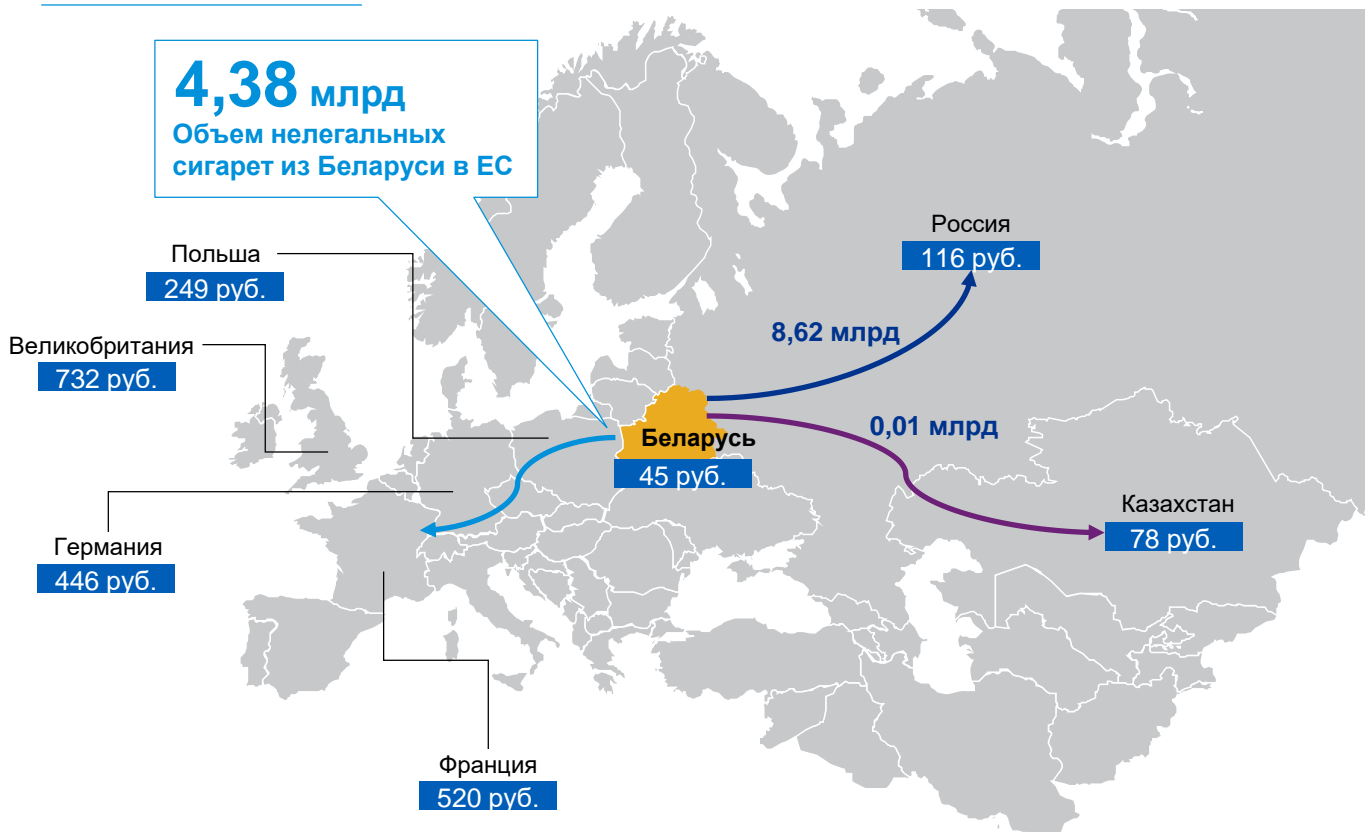 4,38 млрд
Объем нелегальных
сигарет из Беларуси в ЕС
Россия
116 руб.
Польша
249 руб.
8,62 млрд
Великобритания
732 руб.
0,01 млрд
Беларусь
45 руб.
Казахстан
78 руб.
Германия
446 руб.
Франция
520 руб.